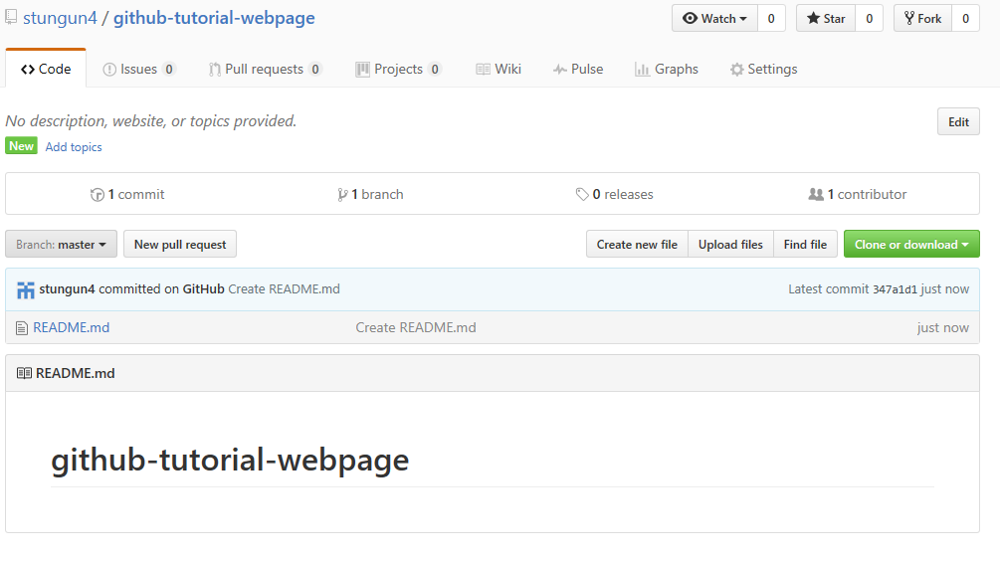 stungun4 / github-tutorial-webpage Watch 0 Star 0 Fork 0
Code Issues 0 Pull requests 0 Projects 0 Wiki Pulse Graphs Settings
No description, website, or topics provided. Edit
New Add topics
1 commit 1 branch 0 releases 1 contributor
Branch: master New pull request Create new file Upload files Find file Clone or download
stungun4 committed on GitHub Create README.md Latest commit 347a1d1 just now
README.md Create README.md just now
README.md
github-tutorial-webpage